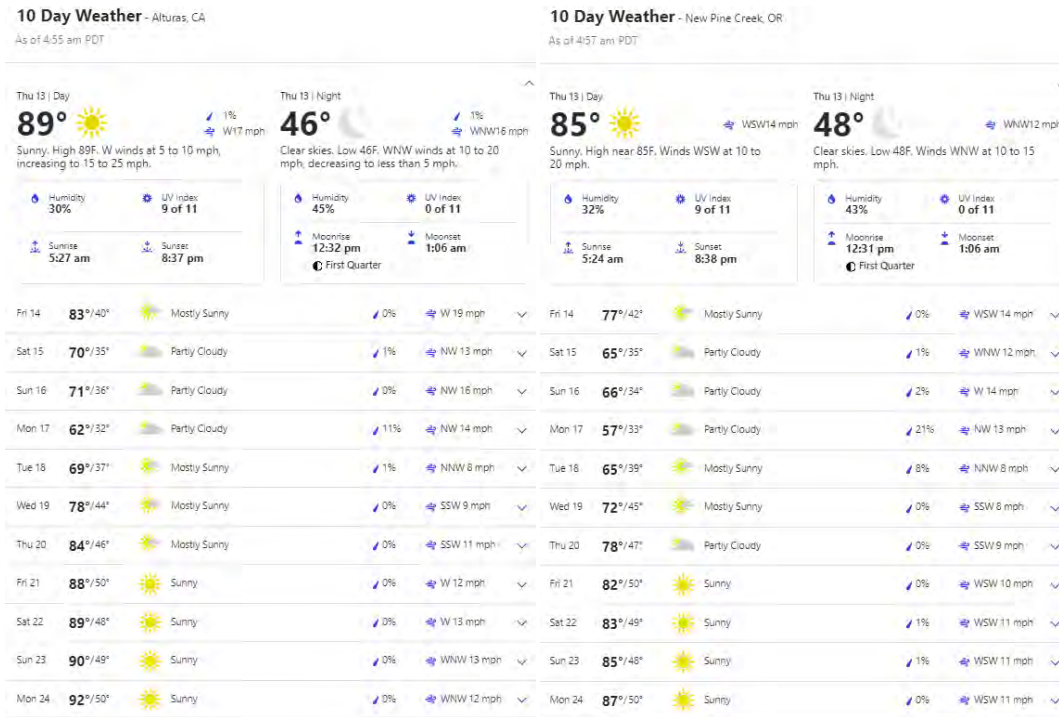 10 Day Weather - Alturas, CA
As of 4:55 am PDT
Thu 13 | Day
89°
1%
W17 mph
Sunny. High 89F. W winds at 5 to 10 mph,
increasing to 15 to 25 mph.
Humidity
30%
UV Index
9 of 11
Sunrise
5:27 am
Sunset
8:37 pm
Thu 13 | Night
46°
1%
WNW16 mph
Clear skies. Low 46F. WNW winds at 10 to 20
mph, decreasing to less than 5 mph.
Humidity
45%
UV Index
0 of 11
Moonrise
12:32 pm
Moonset
1:06 am
First Quarter
Fri 14 83°/40° Mostly Sunny 0% W 19 mph
Sat 15 70°/35° Partly Cloudy 1% NW 13 mph
Sun 16 71°/36° Partly Cloudy 0% NW 16 mph
Mon 17 62°/32° Partly Cloudy 11% NW 14 mph
Tue 18 69°/37° Mostly Sunny 1% NNW 8 mph
Wed 19 78°/44° Mostly Sunny 0% SSW 9 mph
Thu 20 84°/46° Mostly Sunny 0% SSW 11 mph
Fri 21 88°/50° Sunny 0% W 12 mph
Sat 22 89°/48° Sunny 0% W 13 mph
Sun 23 90°/49° Sunny 0% WNW 13 mph
Mon 24 92°/50° Sunny 0% WNW 12 mph
10 Day Weather - New Pine Creek, OR
As of 4:57 am PDT
Thu 13 | Day
85°
WSW14 mph
Sunny. High near 85F. Winds WSW at 10 to
20 mph.
Humidity
32%
UV Index
9 of 11
Sunrise
5:24 am
Sunset
8:38 pm
Thu 13 | Night
48°
WNW12 mph
Clear skies. Low 48F. Winds WNW at 10 to 15
mph.
Humidity
43%
UV Index
0 of 11
Moonrise
12:31 pm
Moonset
1:06 am
First Quarter
Fri 14 77°/42° Mostly Sunny 0% WSW 14 mph
Sat 15 65°/35° Partly Cloudy 1% WNW 12 mph
Sun 16 66°/34° Partly Cloudy 2% W 14 mph
Mon 17 57°/33° Partly Cloudy 21% NW 13 mph
Tue 18 65°/39° Mostly Sunny 8% NNW 8 mph
Wed 19 72°/45° Mostly Sunny 0% SSW 8 mph
Thu 20 78°/47° Partly Cloudy 0% SSW 9 mph
Fri 21 82°/50° Sunny 0% WSW 10 mph
Sat 22 83°/49° Sunny 1% WSW 11 mph
Sun 23 85°/48° Sunny 1% WSW 11 mph
Mon 24 87°/50° Sunny 0% WSW 11 mph